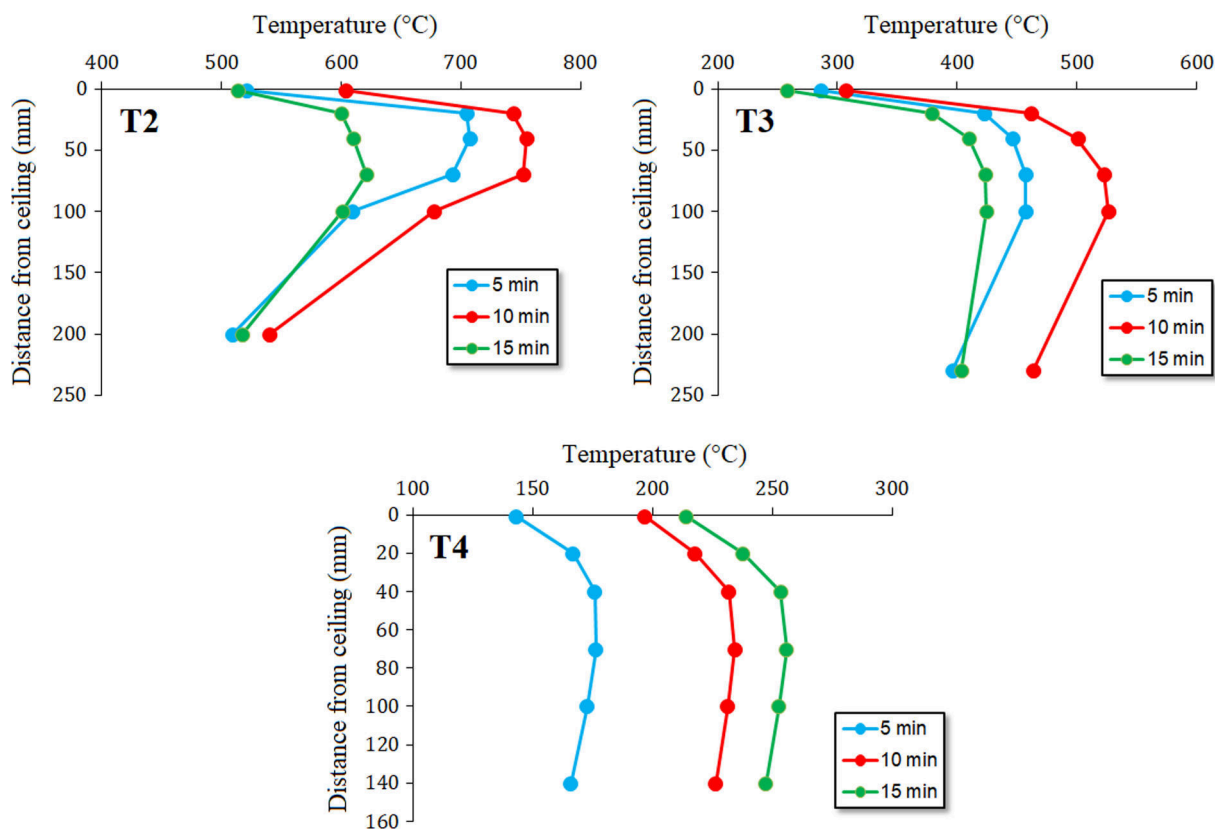 Temperature (°C)
400 500 600 700 800
0
50
100
150
200
250
Distance from ceiling (mm)
T2
5 min
10 min
15 min
Temperature (°C)
200 300 400 500 600
0
50
100
150
200
250
Distance from ceiling (mm)
T3
5 min
10 min
15 min
Temperature (°C)
100 150 200 250 300
0
20
40
60
80
100
120
140
160
Distance from ceiling (mm)
T4
5 min
10 min
15 min